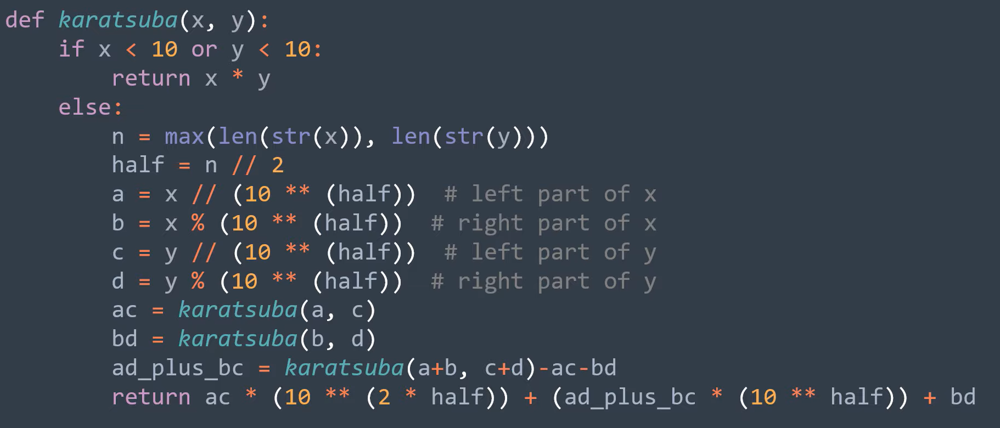 def karatsuba(x, y):
    if x < 10 or y < 10:
        return x * y
    else:
        n = max(len(str(x)), len(str(y)))
        half = n // 2
        a = x // (10 ** (half))  # left part of x
        b = x % (10 ** (half))  # right part of x
        c = y // (10 ** (half))  # left part of y
        d = y % (10 ** (half))  # right part of y
        ac = karatsuba(a, c)
        bd = karatsuba(b, d)
        ad_plus_bc = karatsuba(a+b, c+d)-ac-bd
        return ac * (10 ** (2 * half)) + (ad_plus_bc * (10 ** half)) + bd